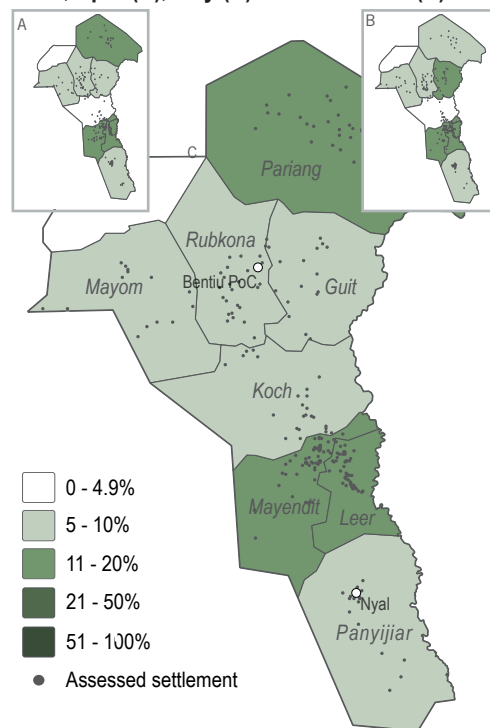 A
B
C
Pariang
Rubkona
Bentiu PoC
Mayom
Guit
Koch
Mayendit
Leer
Nyal
Panyijiar
0 - 4.9%
5 - 10%
11 - 20%
21 - 50%
51 - 100%
Assessed settlement